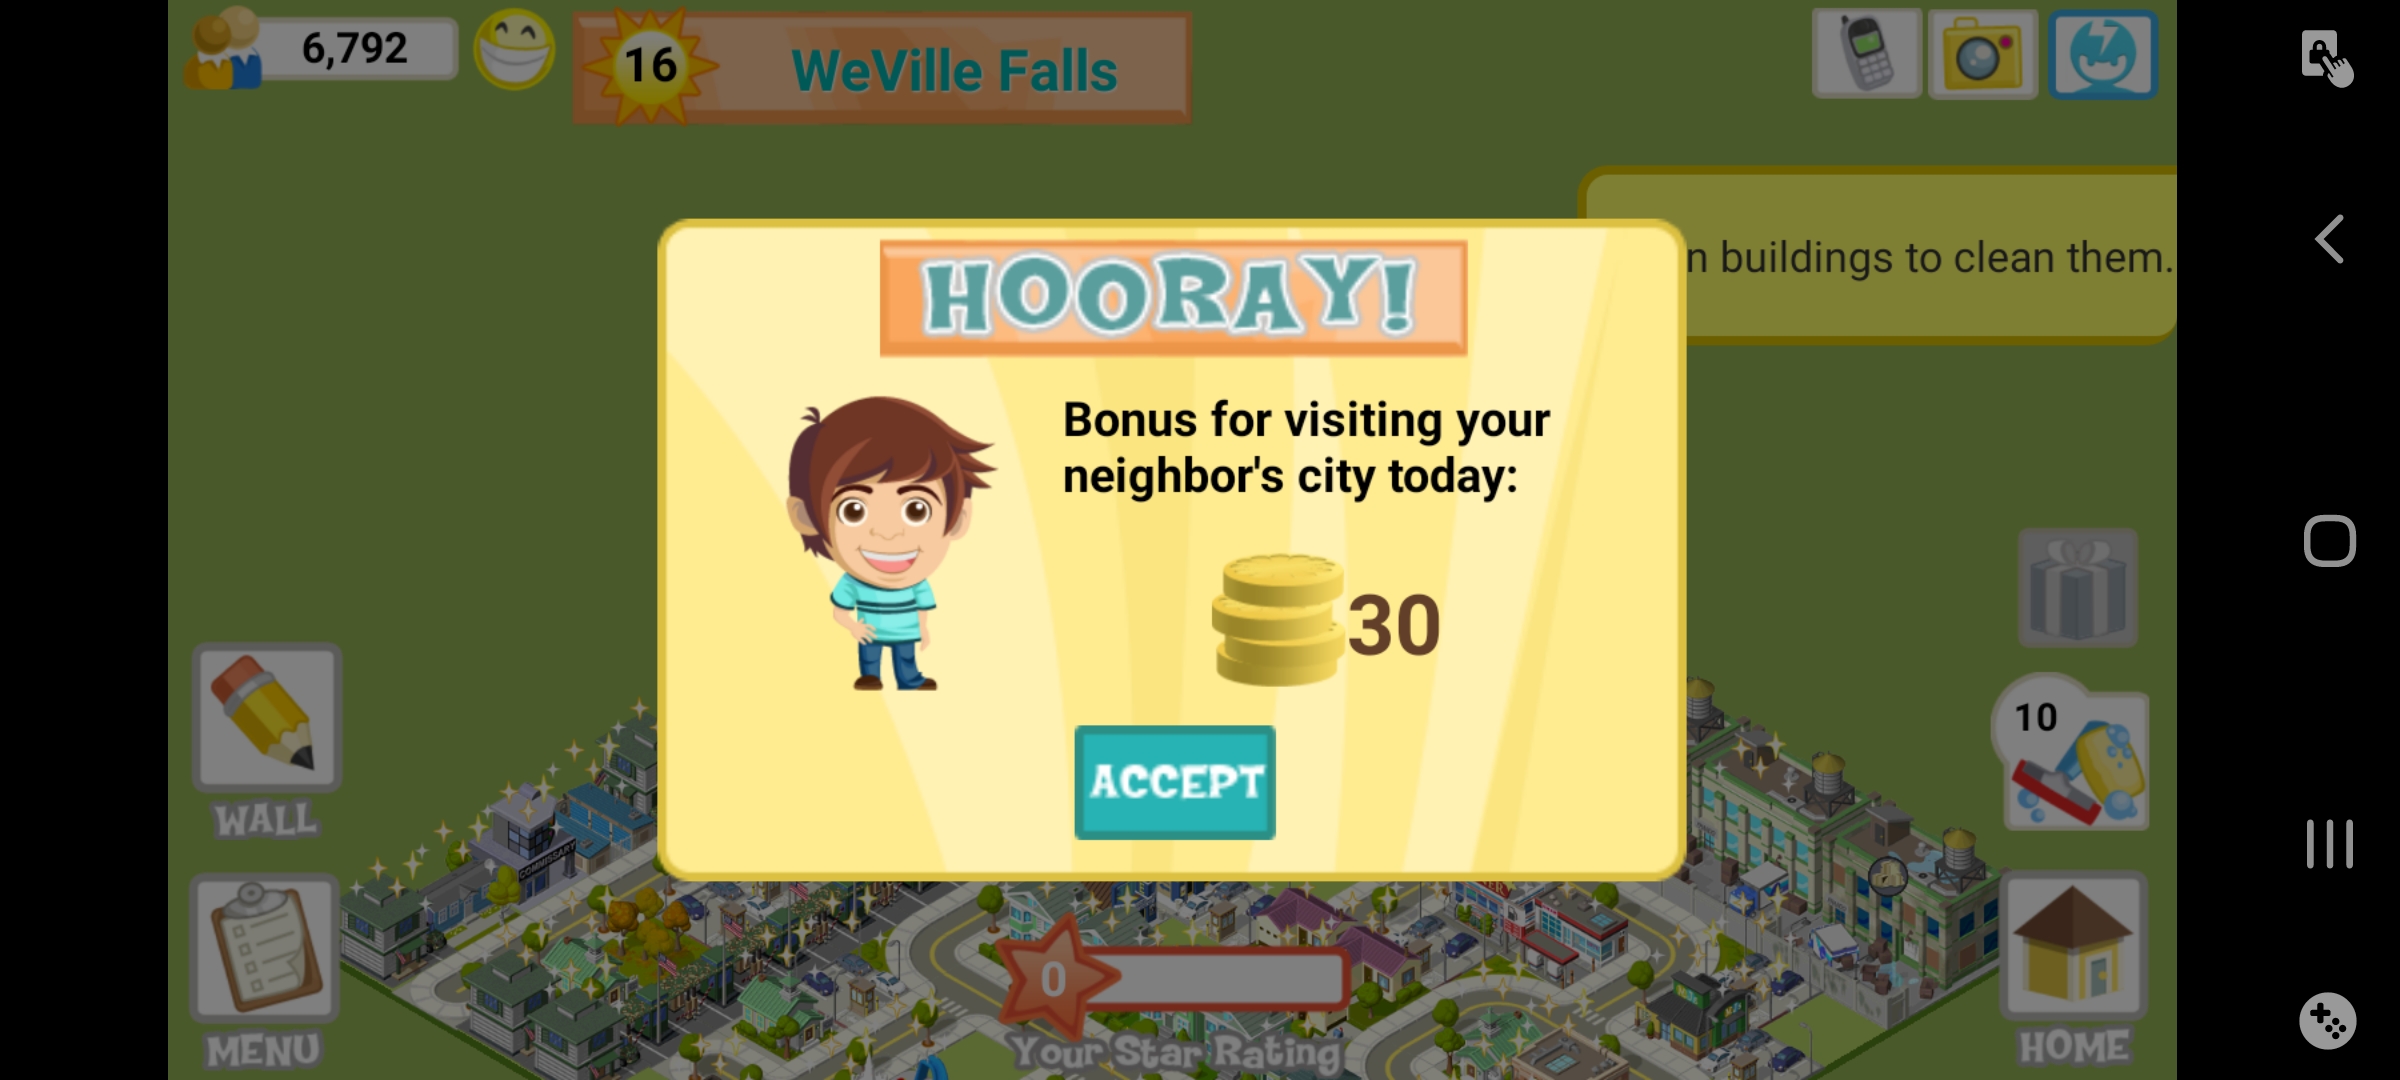 6,792
16
WeVille Falls
n buildings to clean them.
HOORAY!
Bonus for visiting your
neighbor's city today:
30
ACCEPT
10
WALL
COMMISSARY
0
MENU
Your Star Rating
HOME